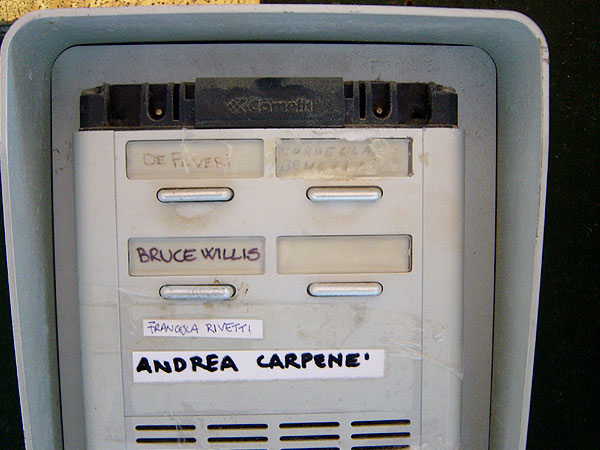 Comelit
DE FAVERI
BRUCE WILLIS
FRANCESCA RIVETTI
ANDREA CARPENE'